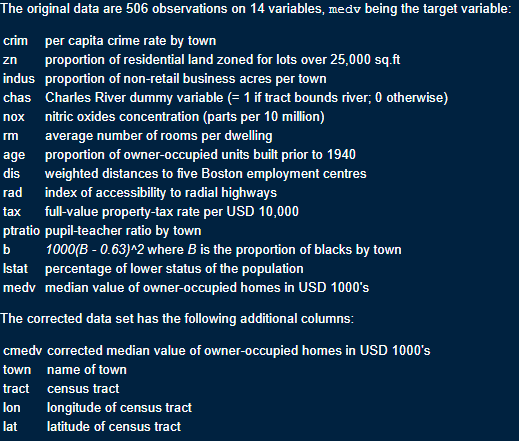 The original data are 506 observations on 14 variables, medv being the target variable:
crim per capita crime rate by town
zn proportion of residential land zoned for lots over 25,000 sq.ft
indus proportion of non-retail business acres per town
chas Charles River dummy variable (= 1 if tract bounds river; 0 otherwise)
nox nitric oxides concentration (parts per 10 million)
rm average number of rooms per dwelling
age proportion of owner-occupied units built prior to 1940
dis weighted distances to five Boston employment centres
rad index of accessibility to radial highways
tax full-value property-tax rate per USD 10,000
ptratio pupil-teacher ratio by town
b 1000(B - 0.63)^2 where B is the proportion of blacks by town
lstat percentage of lower status of the population
medv median value of owner-occupied homes in USD 1000's
The corrected data set has the following additional columns:
cmedv corrected median value of owner-occupied homes in USD 1000's
town name of town
tract census tract
lon longitude of census tract
lat latitude of census tract